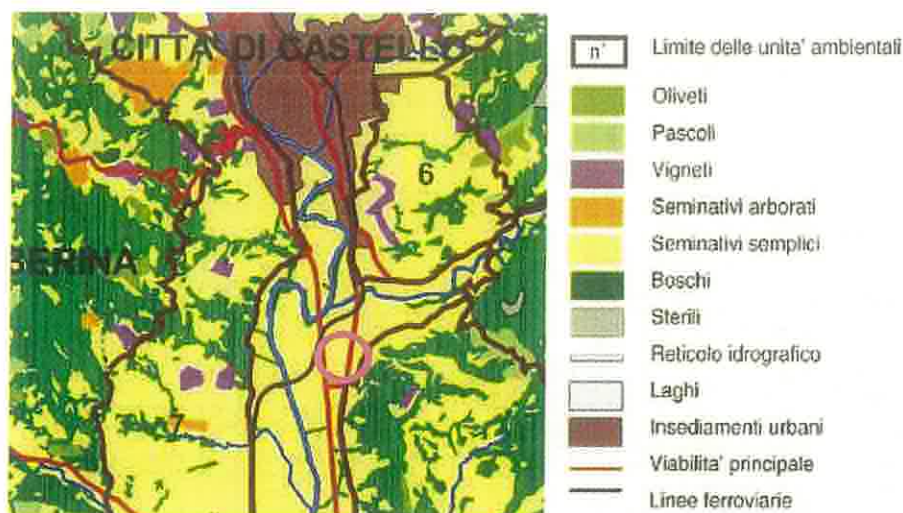 CITTA' DI CASTELLO
6
ERINA
7
n°
Limite delle unita' ambientali
Oliveti
Pascoli
Vigneti
Seminativi arborati
Seminativi semplici
Boschi
Sterili
Reticolo idrografico
Laghi
Insediamenti urbani
Viabilita' principale
Linee ferroviarie